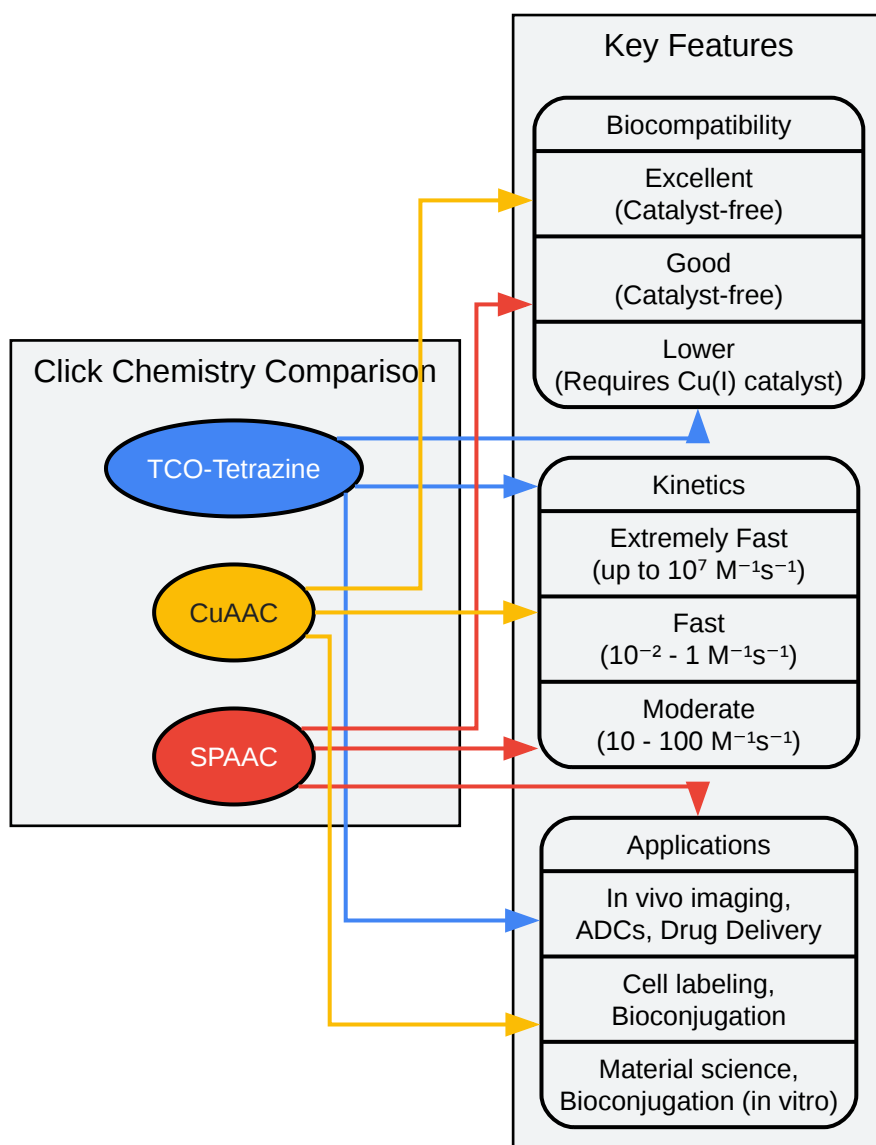 Key Features
Biocompatibility
Excellent
(Catalyst-free)
Good
(Catalyst-free)
Lower
(Requires Cu(I) catalyst)
Click Chemistry Comparison
TCO-Tetrazine
CuAAC
SPAAC
Kinetics
Extremely Fast
(up to 10⁷ M⁻¹s⁻¹)
Fast
(10⁻² - 1 M⁻¹s⁻¹)
Moderate
(10 - 100 M⁻¹s⁻¹)
Applications
In vivo imaging,
ADCs, Drug Delivery
Cell labeling,
Bioconjugation
Material science,
Bioconjugation (in vitro)